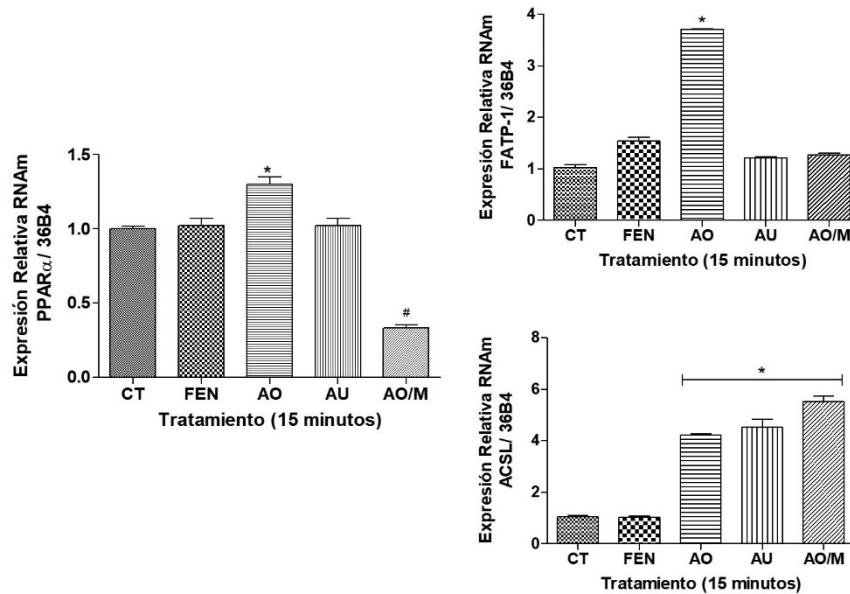 Expresión Relativa RNAm
PPARα/ 36B4
1.5
1.0
0.5
0.0
*
#
CT FEN AO AU AO/M
Tratamiento (15 minutos)
Expresión Relativa RNAm
FATP-1/ 36B4
4
3
2
1
0
*
CT FEN AO AU AO/M
Tratamiento (15 minutos)
Expresión Relativa RNAm
ACSL/ 36B4
8
6
4
2
0
*
CT FEN AO AU AO/M
Tratamiento (15 minutos)